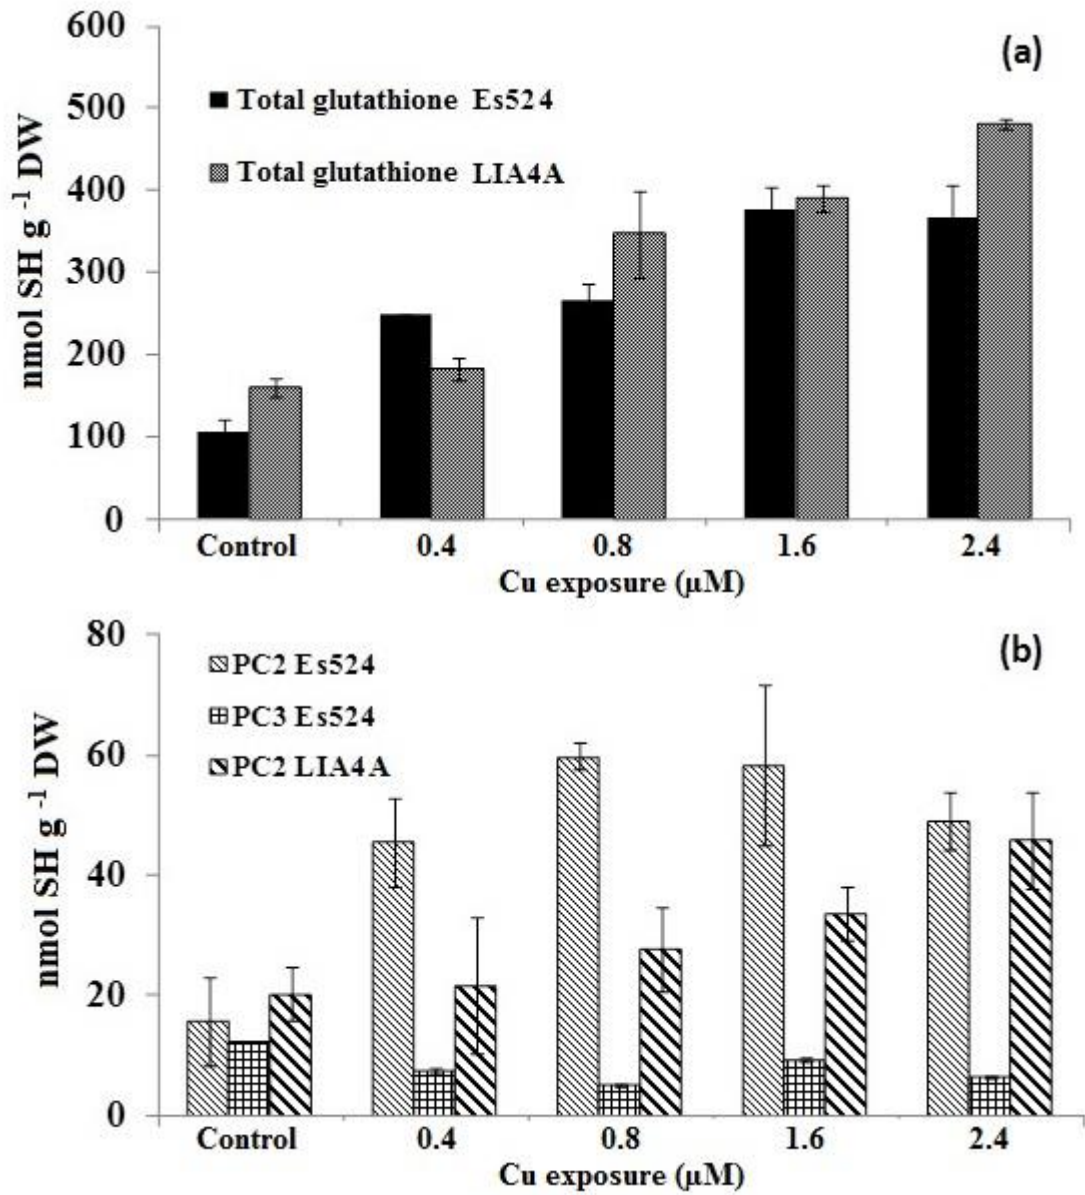 600
(a)
500
Total glutathione Es524
400
Total glutathione LIA4A
300
200
100
0
nmol SH g -1 DW
Control 0.4 0.8 1.6 2.4
Cu exposure (μM)
80
(b)
PC2 Es524
PC3 Es524
60
PC2 LIA4A
40
20
0
nmol SH g -1 DW
Control 0.4 0.8 1.6 2.4
Cu exposure (μM)